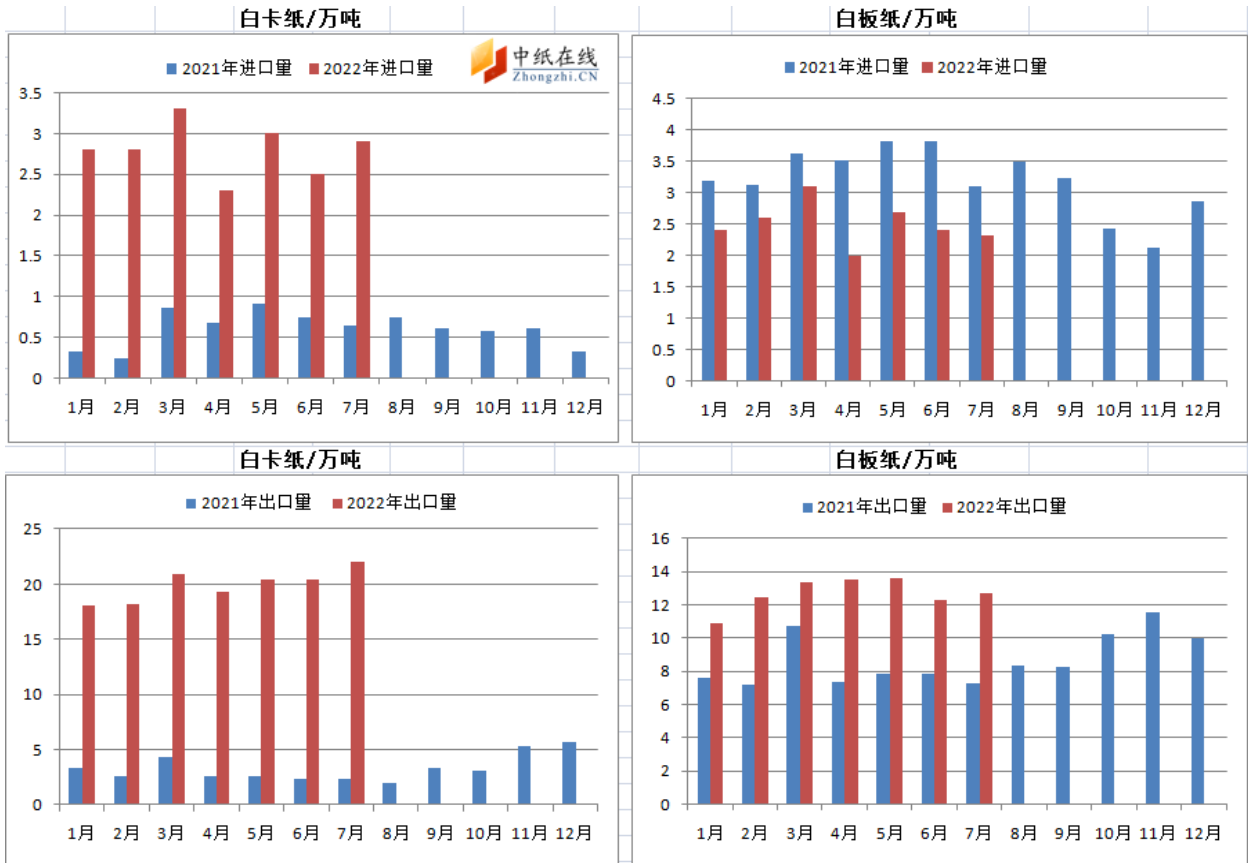 白卡纸/万吨
2021年进口量 2022年进口量
中纸在线
Zhongzhi.CN
3.5
3
2.5
2
1.5
1
0.5
0
1月 2月 3月 4月 5月 6月 7月 8月 9月 10月 11月 12月
白板纸/万吨
2021年进口量 2022年进口量
4.5
4
3.5
3
2.5
2
1.5
1
0.5
0
1月 2月 3月 4月 5月 6月 7月 8月 9月 10月 11月 12月
白卡纸/万吨
2021年出口量 2022年出口量
25
20
15
10
5
0
1月 2月 3月 4月 5月 6月 7月 8月 9月 10月 11月 12月
白板纸/万吨
2021年出口量 2022年出口量
16
14
12
10
8
6
4
2
0
1月 2月 3月 4月 5月 6月 7月 8月 9月 10月 11月 12月